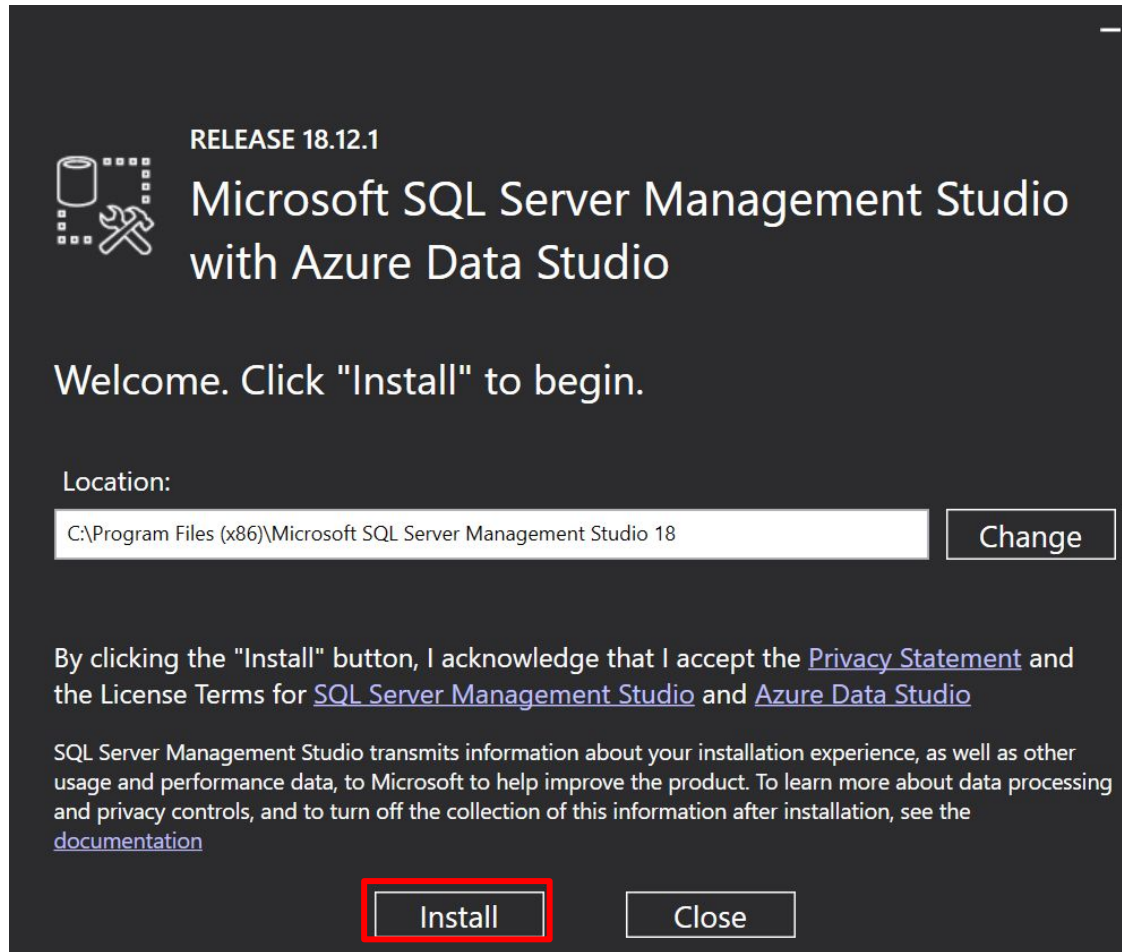 RELEASE 18.12.1
Microsoft SQL Server Management Studio
with Azure Data Studio
Welcome. Click "Install" to begin.
Location:
C:\Program Files (x86)\Microsoft SQL Server Management Studio 18
Change
By clicking the "Install" button, I acknowledge that I accept the Privacy Statement and
the License Terms for SQL Server Management Studio and Azure Data Studio
SQL Server Management Studio transmits information about your installation experience, as well as other
usage and performance data, to Microsoft to help improve the product. To learn more about data processing
and privacy controls, and to turn off the collection of this information after installation, see the
documentation
Install
Close